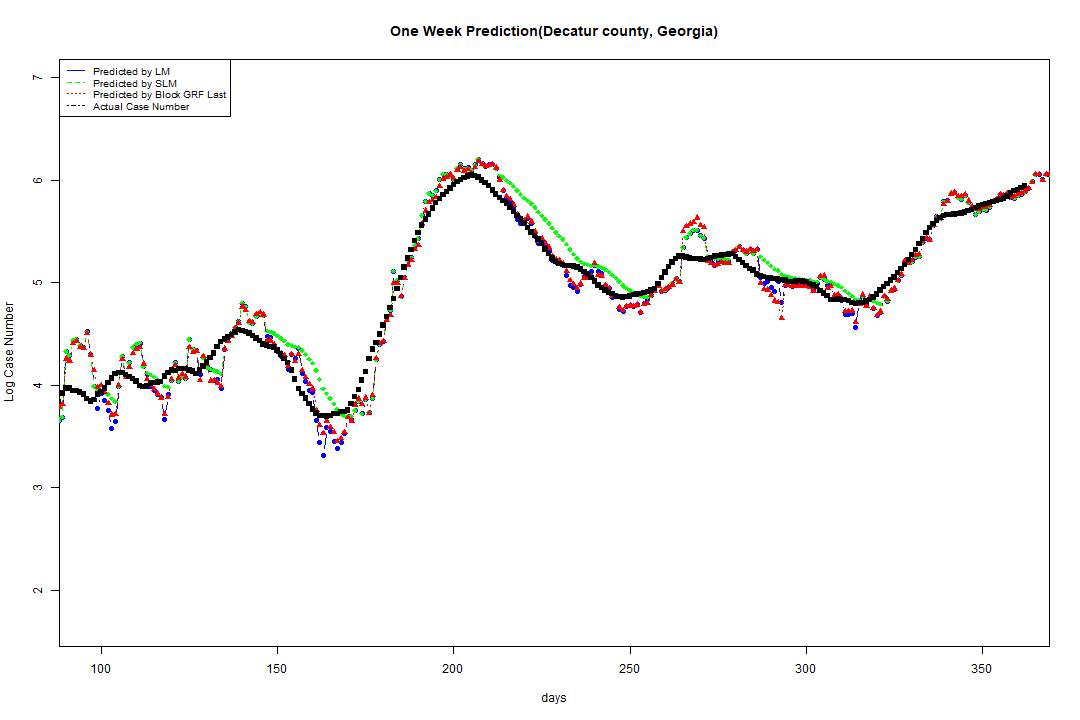 One Week Prediction(Decatur county, Georgia)
Predicted by LM
Predicted by SLM
Predicted by Block GRF Last
Actual Case Number
7
6
5
4
3
2
Log Case Number
100 150 200 250 300 350
days